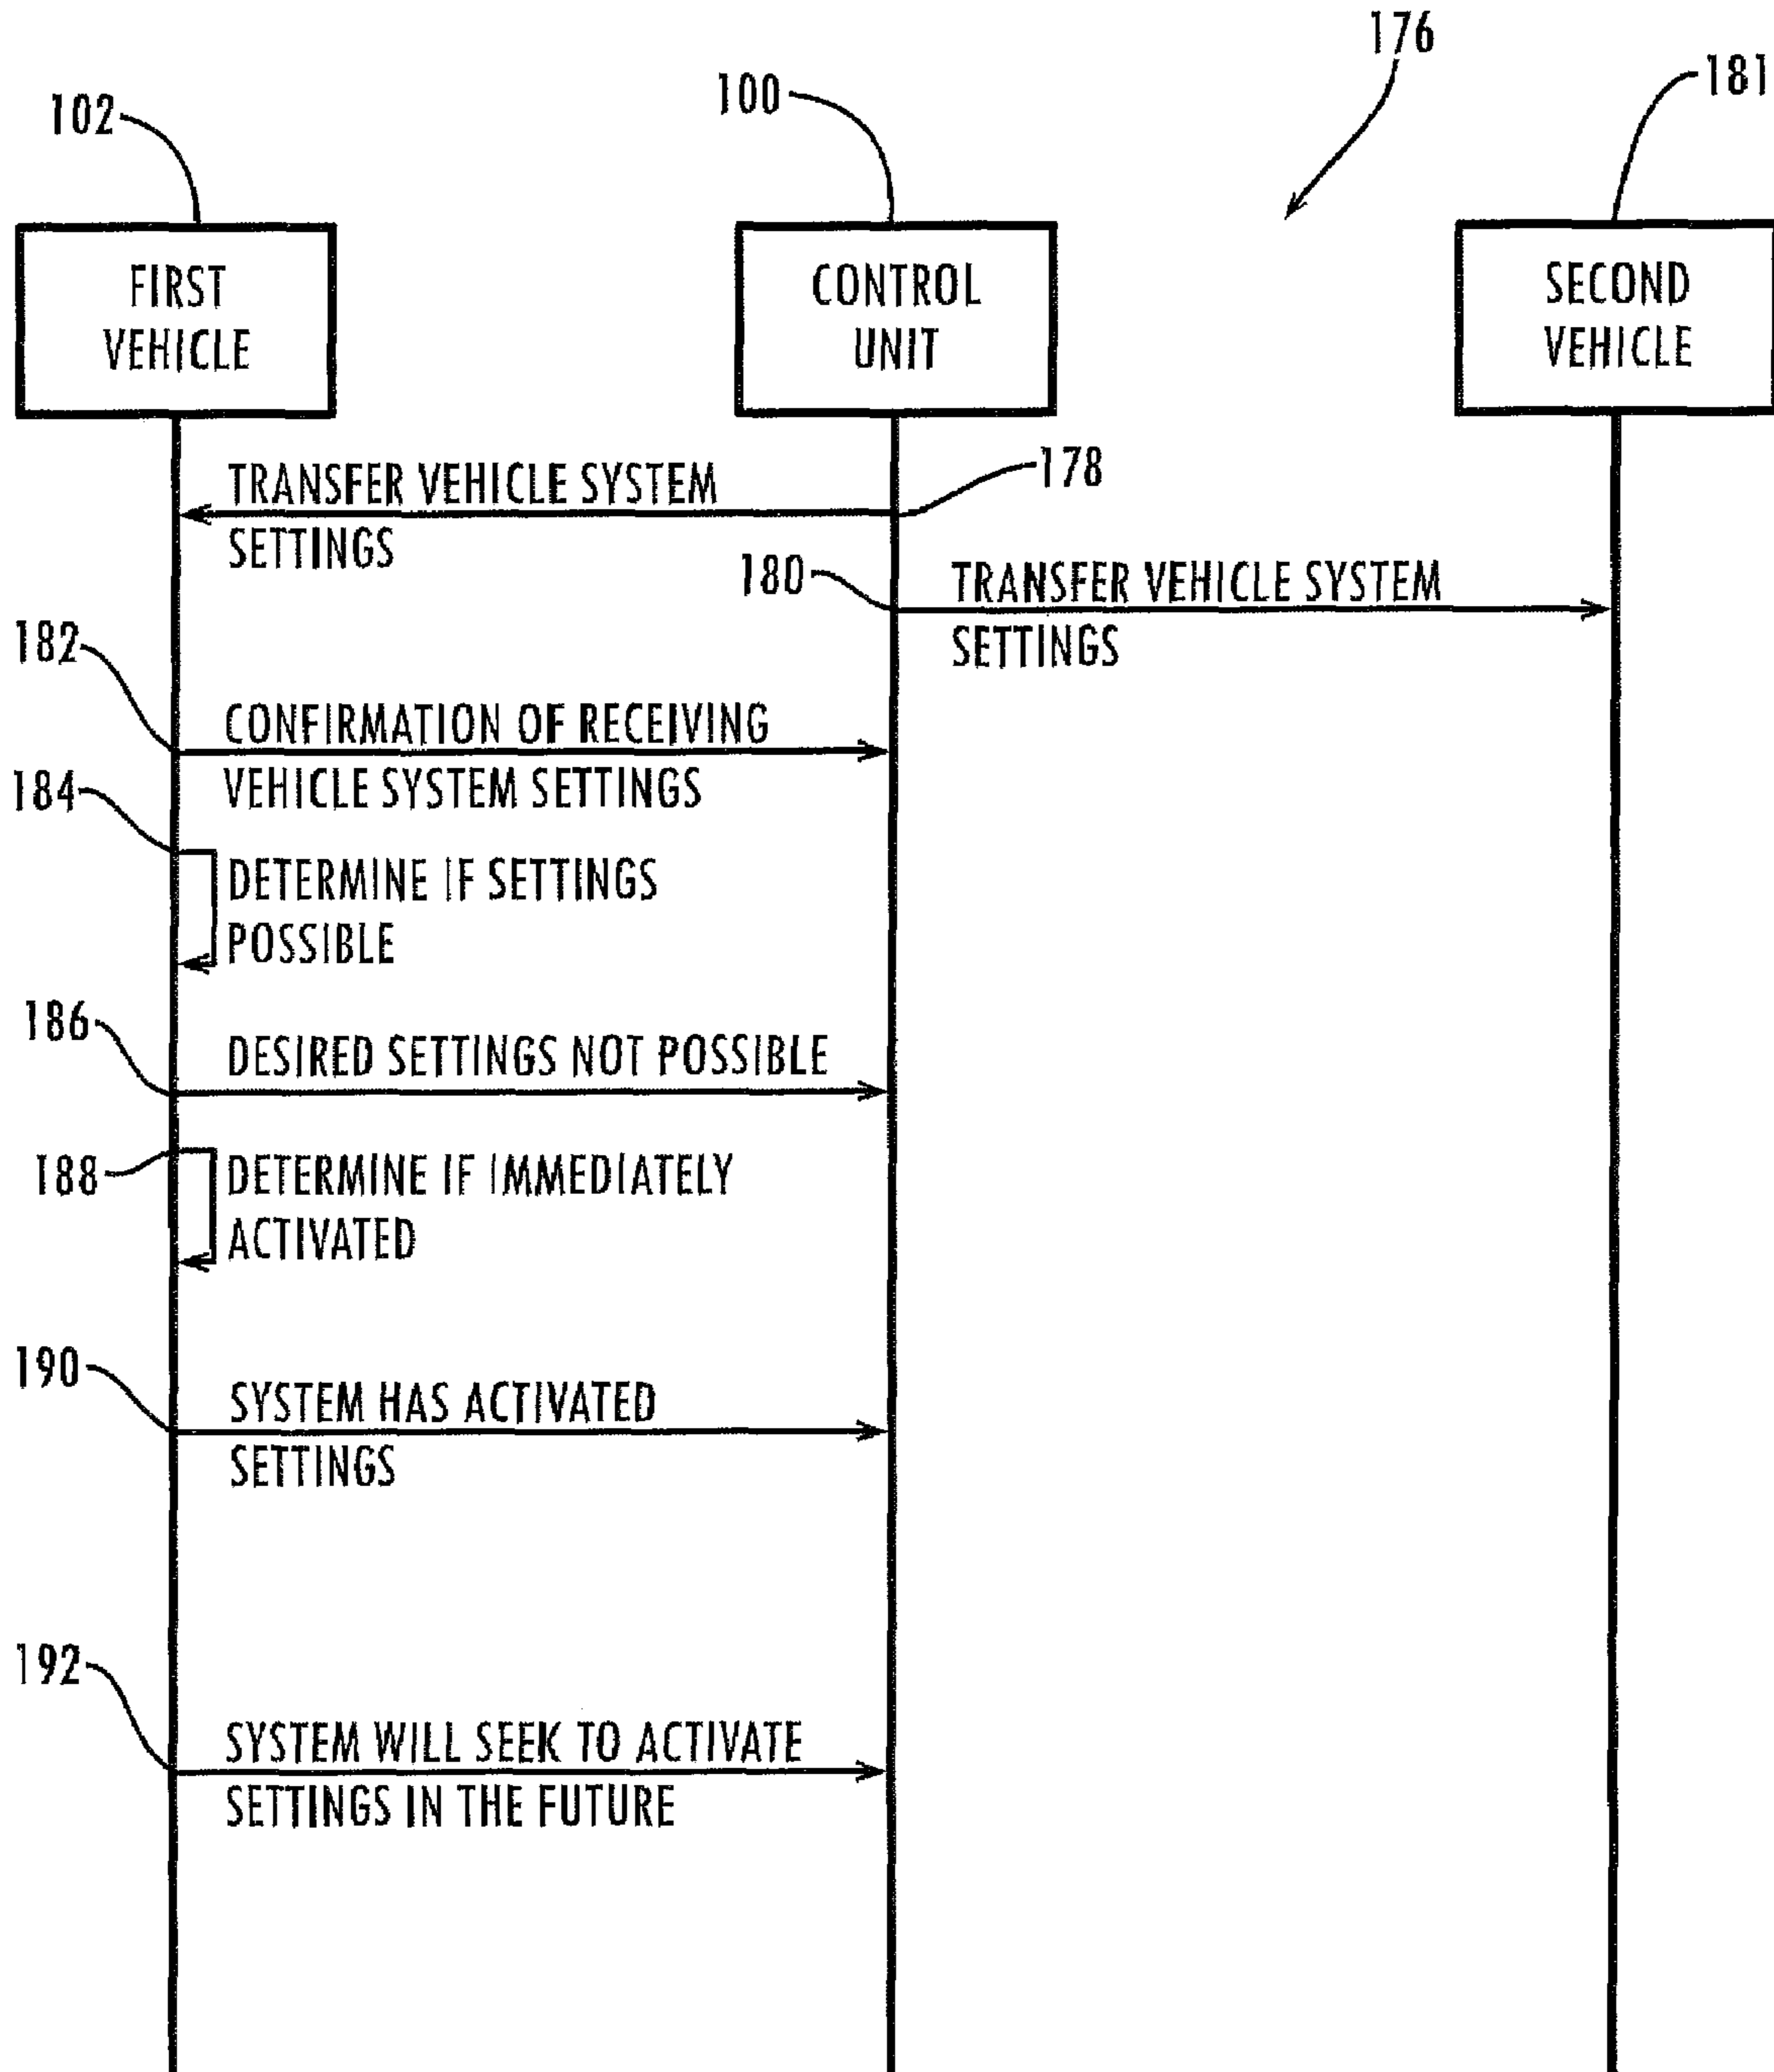 176
102
100
181
FIRST
VEHICLE
CONTROL
UNIT
SECOND
VEHICLE
TRANSFER VEHICLE SYSTEM
SETTINGS
178
180
TRANSFER VEHICLE SYSTEM
SETTINGS
182
CONFIRMATION OF RECEIVING
VEHICLE SYSTEM SETTINGS
184
DETERMINE IF SETTINGS
POSSIBLE
186
DESIRED SETTINGS NOT POSSIBLE
188
DETERMINE IF IMMEDIATELY
ACTIVATED
190
SYSTEM HAS ACTIVATED
SETTINGS
192
SYSTEM WILL SEEK TO ACTIVATE
SETTINGS IN THE FUTURE